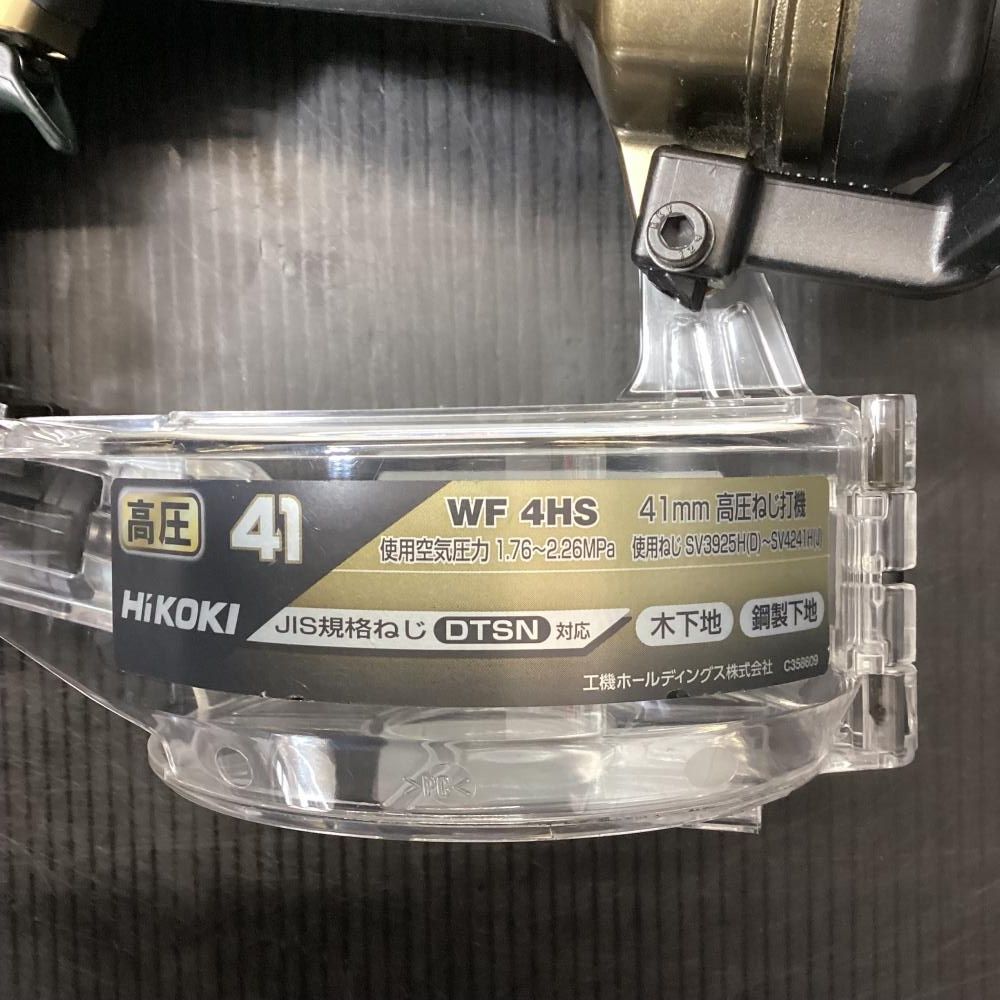 高圧 41
WF 4HS 41mm 高圧ねじ打機
使用空気圧力 1.76~2.26MPa 使用ねじ SV3925H(D)~SV4241H(J)
HiKOKI JIS規格ねじ DTSN 対応 木下地 鋼製下地
工機ホールディングス株式会社 C358609
>PC<